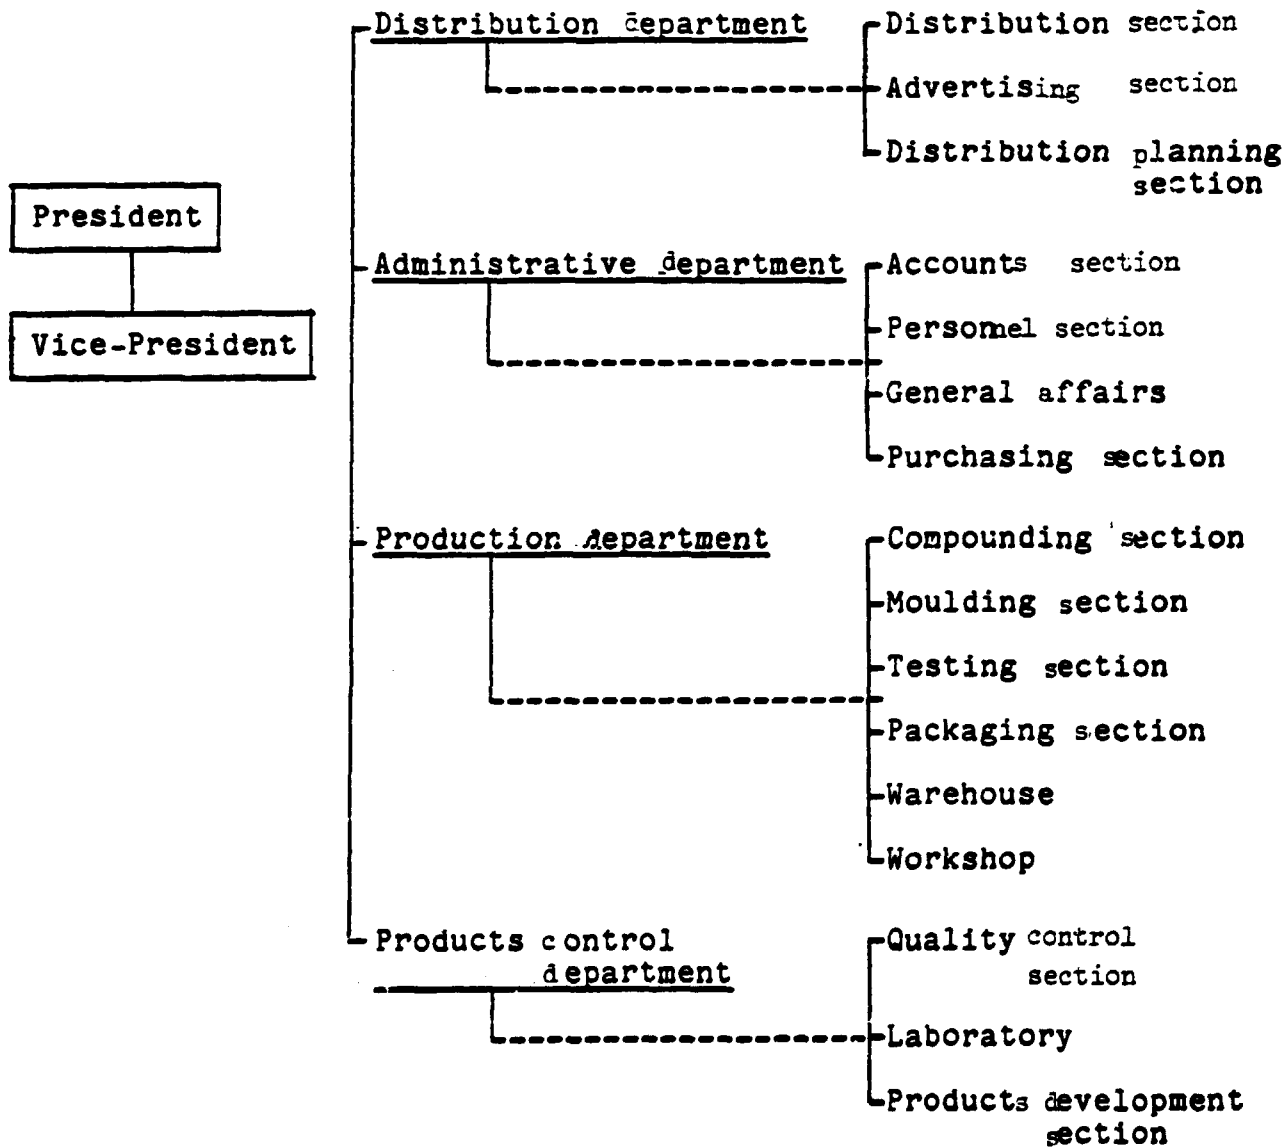 President
Vice-President
Distribution department
Distribution section
Advertising section
Distribution planning
section
Administrative department
Accounts section
Personnel section
General affairs
Purchasing section
Production department
Compounding section
Moulding section
Testing section
Packaging section
Warehouse
Workshop
Products control
department
Quality control
section
Laboratory
Products development
section